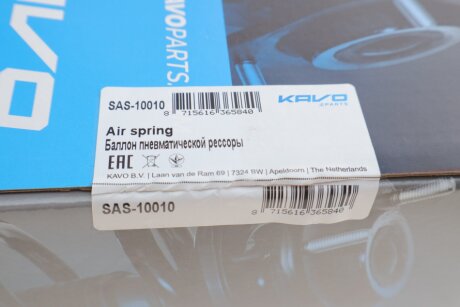 KAVO
KAVOPARTS.
SAS-10010
8 715616 365840
KAVO
PARTS
Air spring
Баллон пневматической рессоры
EAC
KAVO B.V. | Laan van de Ram 69 | 7324 BW | Apeldoorn | The Netherlands
SAS-10010
8 715616 365840